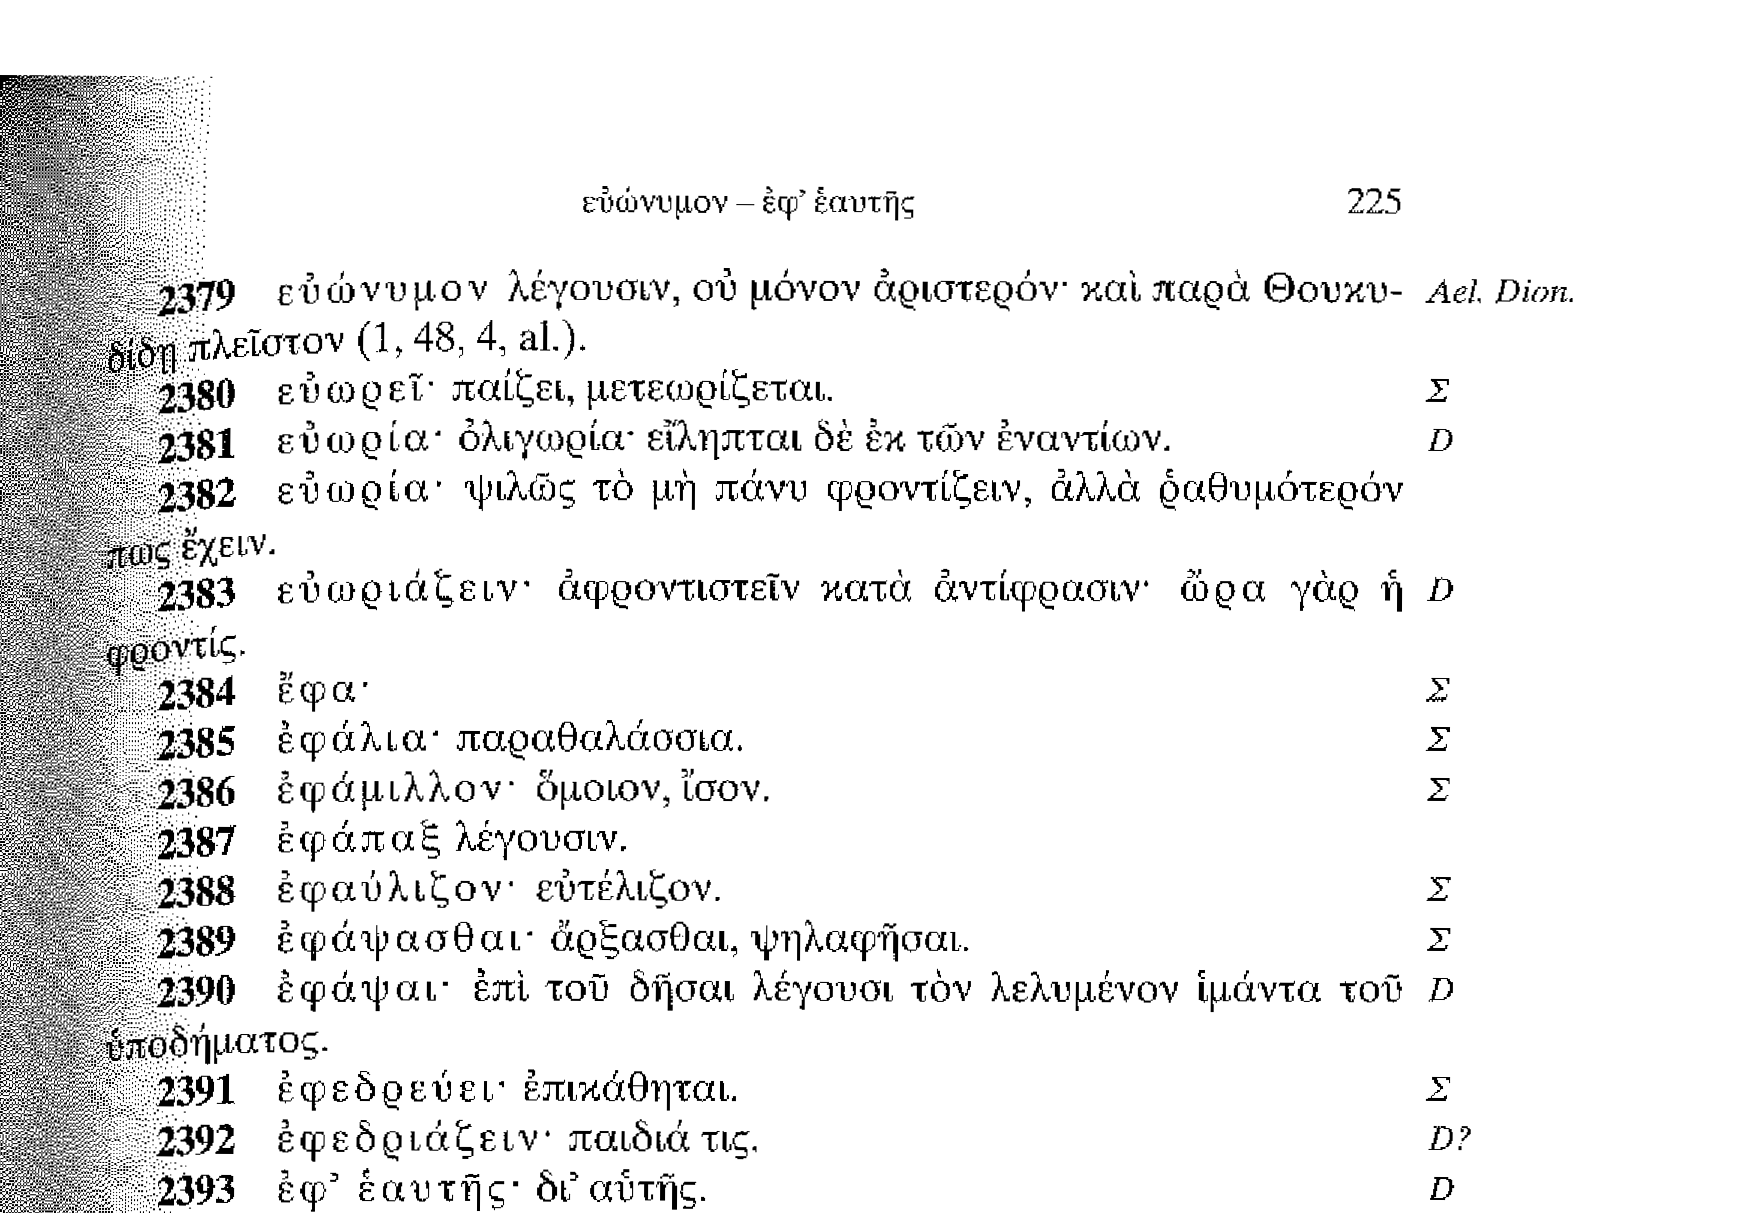 εὐώνυμον – ἐφ’ ἑαυτῆς 225
2379 εὐώνυμον λέγουσιν, οὐ μόνον ἀριστερόν· καὶ παρὰ Θουκυ- Ael. Dion.
δίδῃ πλεῖστον (1, 48, 4, al.).
2380 εὐωρεῖ· παίζει, μετεωρίζεται. Σ
2381 εὐωρία· ὀλιγωρία· εἴληπται δὲ ἐκ τῶν ἐναντίων. D
2382 εὐωρία· ψιλῶς τὸ μὴ πάνυ φροντίζειν, ἀλλὰ ῥαθυμότερόν
πως ἔχειν.
2383 εὐωριάζειν· ἀφροντιστεῖν κατὰ ἀντίφρασιν· ὤρα γὰρ ἡ D
φροντίς.
2384 ἔφα· Σ
2385 ἐφάλια· παραθαλάσσια. Σ
2386 ἐφάμιλλον· ὅμοιον, ἴσον. Σ
2387 ἐφάπαξ λέγουσιν.
2388 ἐφαύλιζον· εὐτέλιζον. Σ
2389 ἐφάψασθαι· ἄρξασθαι, ψηλαφῆσαι. Σ
2390 ἐφάψαι· ἐπὶ τοῦ δῆσαι λέγουσι τὸν λελυμένον ἱμάντα τοῦ D
ὑποδήματος.
2391 ἐφεδρεύει· ἐπικάθηται. Σ
2392 ἐφεδριάζειν· παιδιά τις. D?
2393 ἐφ’ ἑαυτῆς· δι’ αὑτῆς. D